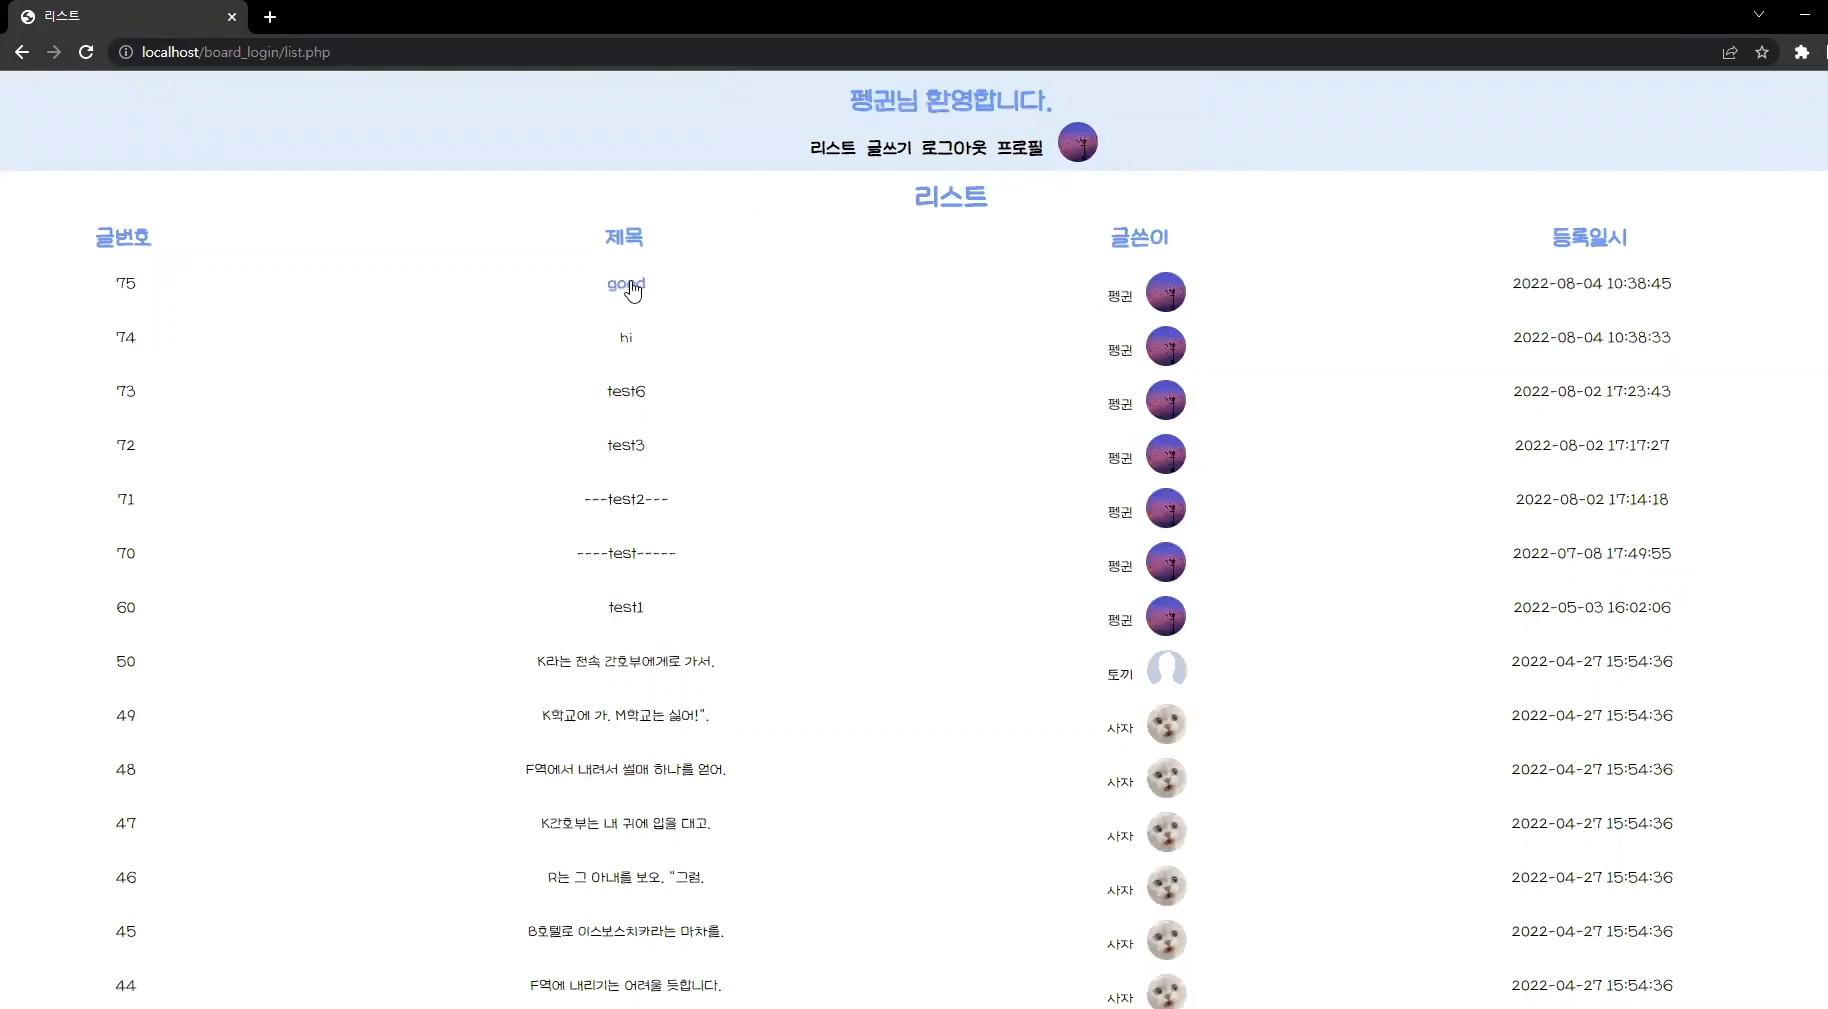 리스트
localhost/board_login/list.php
펭귄님 환영합니다.
리스트 글쓰기 로그아웃 프로필
리스트
글번호 제목 글쓴이 등록일시
75 good 펭귄 2022-08-04 10:38:45
74 hi 펭귄 2022-08-04 10:38:33
73 test6 펭귄 2022-08-02 17:23:43
72 test3 펭귄 2022-08-02 17:17:27
71 ---test2--- 펭귄 2022-08-02 17:14:18
70 ----test----- 펭귄 2022-07-08 17:49:55
60 test1 펭귄 2022-05-03 16:02:06
50 K라는 전속 간호부에게로 가서. 토끼 2022-04-27 15:54:36
49 K학교에 가. M학교는 싫어!". 사자 2022-04-27 15:54:36
48 F역에서 내려서 썰매 하나를 얻어. 사자 2022-04-27 15:54:36
47 K간호부는 내 귀에 입을 대고. 사자 2022-04-27 15:54:36
46 R는 그 아내를 보오. "그럼. 사자 2022-04-27 15:54:36
45 B호텔로 이스보스치카라는 마차를. 사자 2022-04-27 15:54:36
44 F역에 내리기는 어려울 듯합니다. 사자 2022-04-27 15:54:36